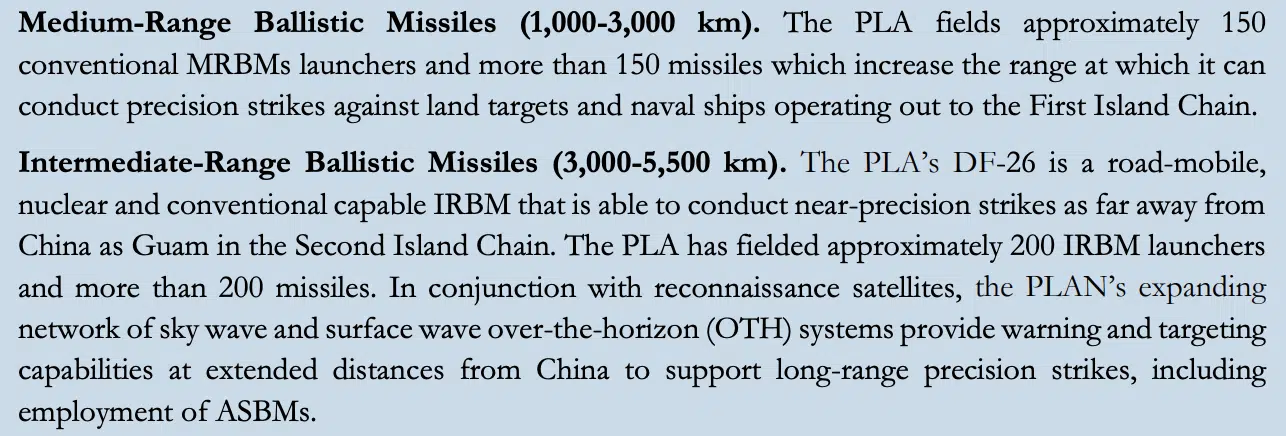 Medium-Range Ballistic Missiles (1,000-3,000 km). The PLA fields approximately 150
conventional MRBMs launchers and more than 150 missiles which increase the range at which it can
conduct precision strikes against land targets and naval ships operating out to the First Island Chain.
Intermediate-Range Ballistic Missiles (3,000-5,500 km). The PLA’s DF-26 is a road-mobile,
nuclear and conventional capable IRBM that is able to conduct near-precision strikes as far away from
China as Guam in the Second Island Chain. The PLA has fielded approximately 200 IRBM launchers
and more than 200 missiles. In conjunction with reconnaissance satellites, the PLAN’s expanding
network of sky wave and surface wave over-the-horizon (OTH) systems provide warning and targeting
capabilities at extended distances from China to support long-range precision strikes, including
employment of ASBMs.